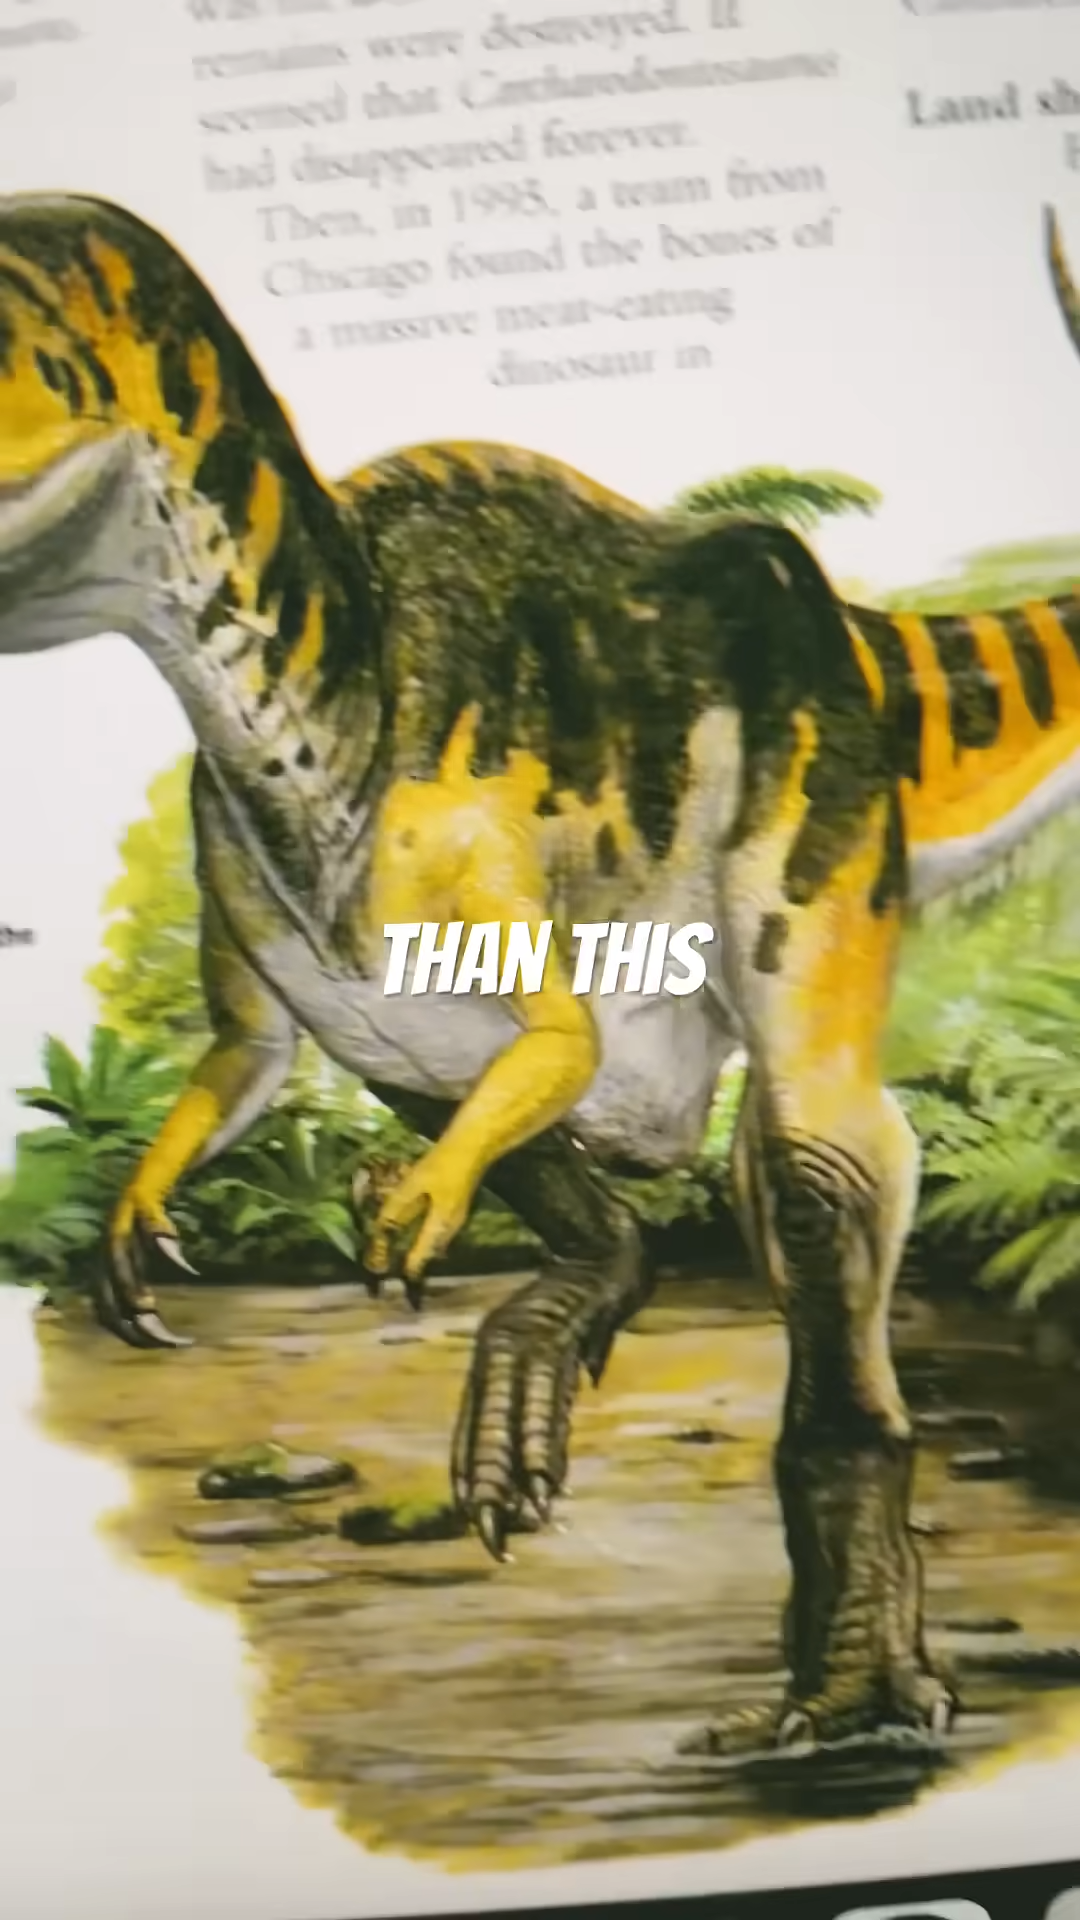 remains were destroyed. It
seemed that Carcharodontosaurus
had disappeared forever.
Then, in 1995, a team from
Chicago found the bones of
a massive meat-eating
dinosaur in
Land sh
the
THAN THIS